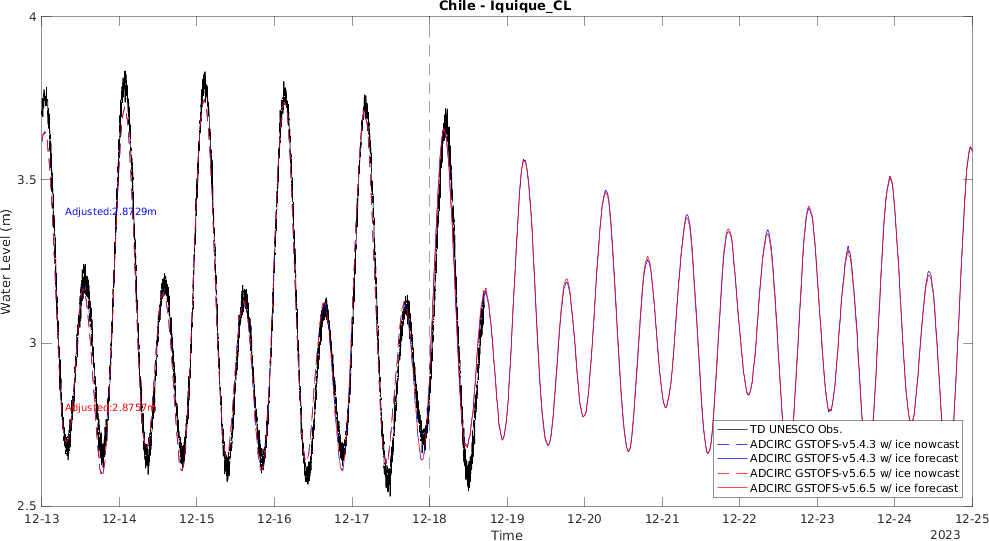 Chile - Iquique_CL
4
3.5
3
2.5
Water Level (m)
Adjusted:2.8729m
Adjusted:2.8757m
TD UNESCO Obs.
ADCIRC GSTOFS-v5.4.3 w/ ice nowcast
ADCIRC GSTOFS-v5.4.3 w/ ice forecast
ADCIRC GSTOFS-v5.6.5 w/ ice nowcast
ADCIRC GSTOFS-v5.6.5 w/ ice forecast
12-13 12-14 12-15 12-16 12-17 12-18 12-19 12-20 12-21 12-22 12-23 12-24 12-25
Time
2023